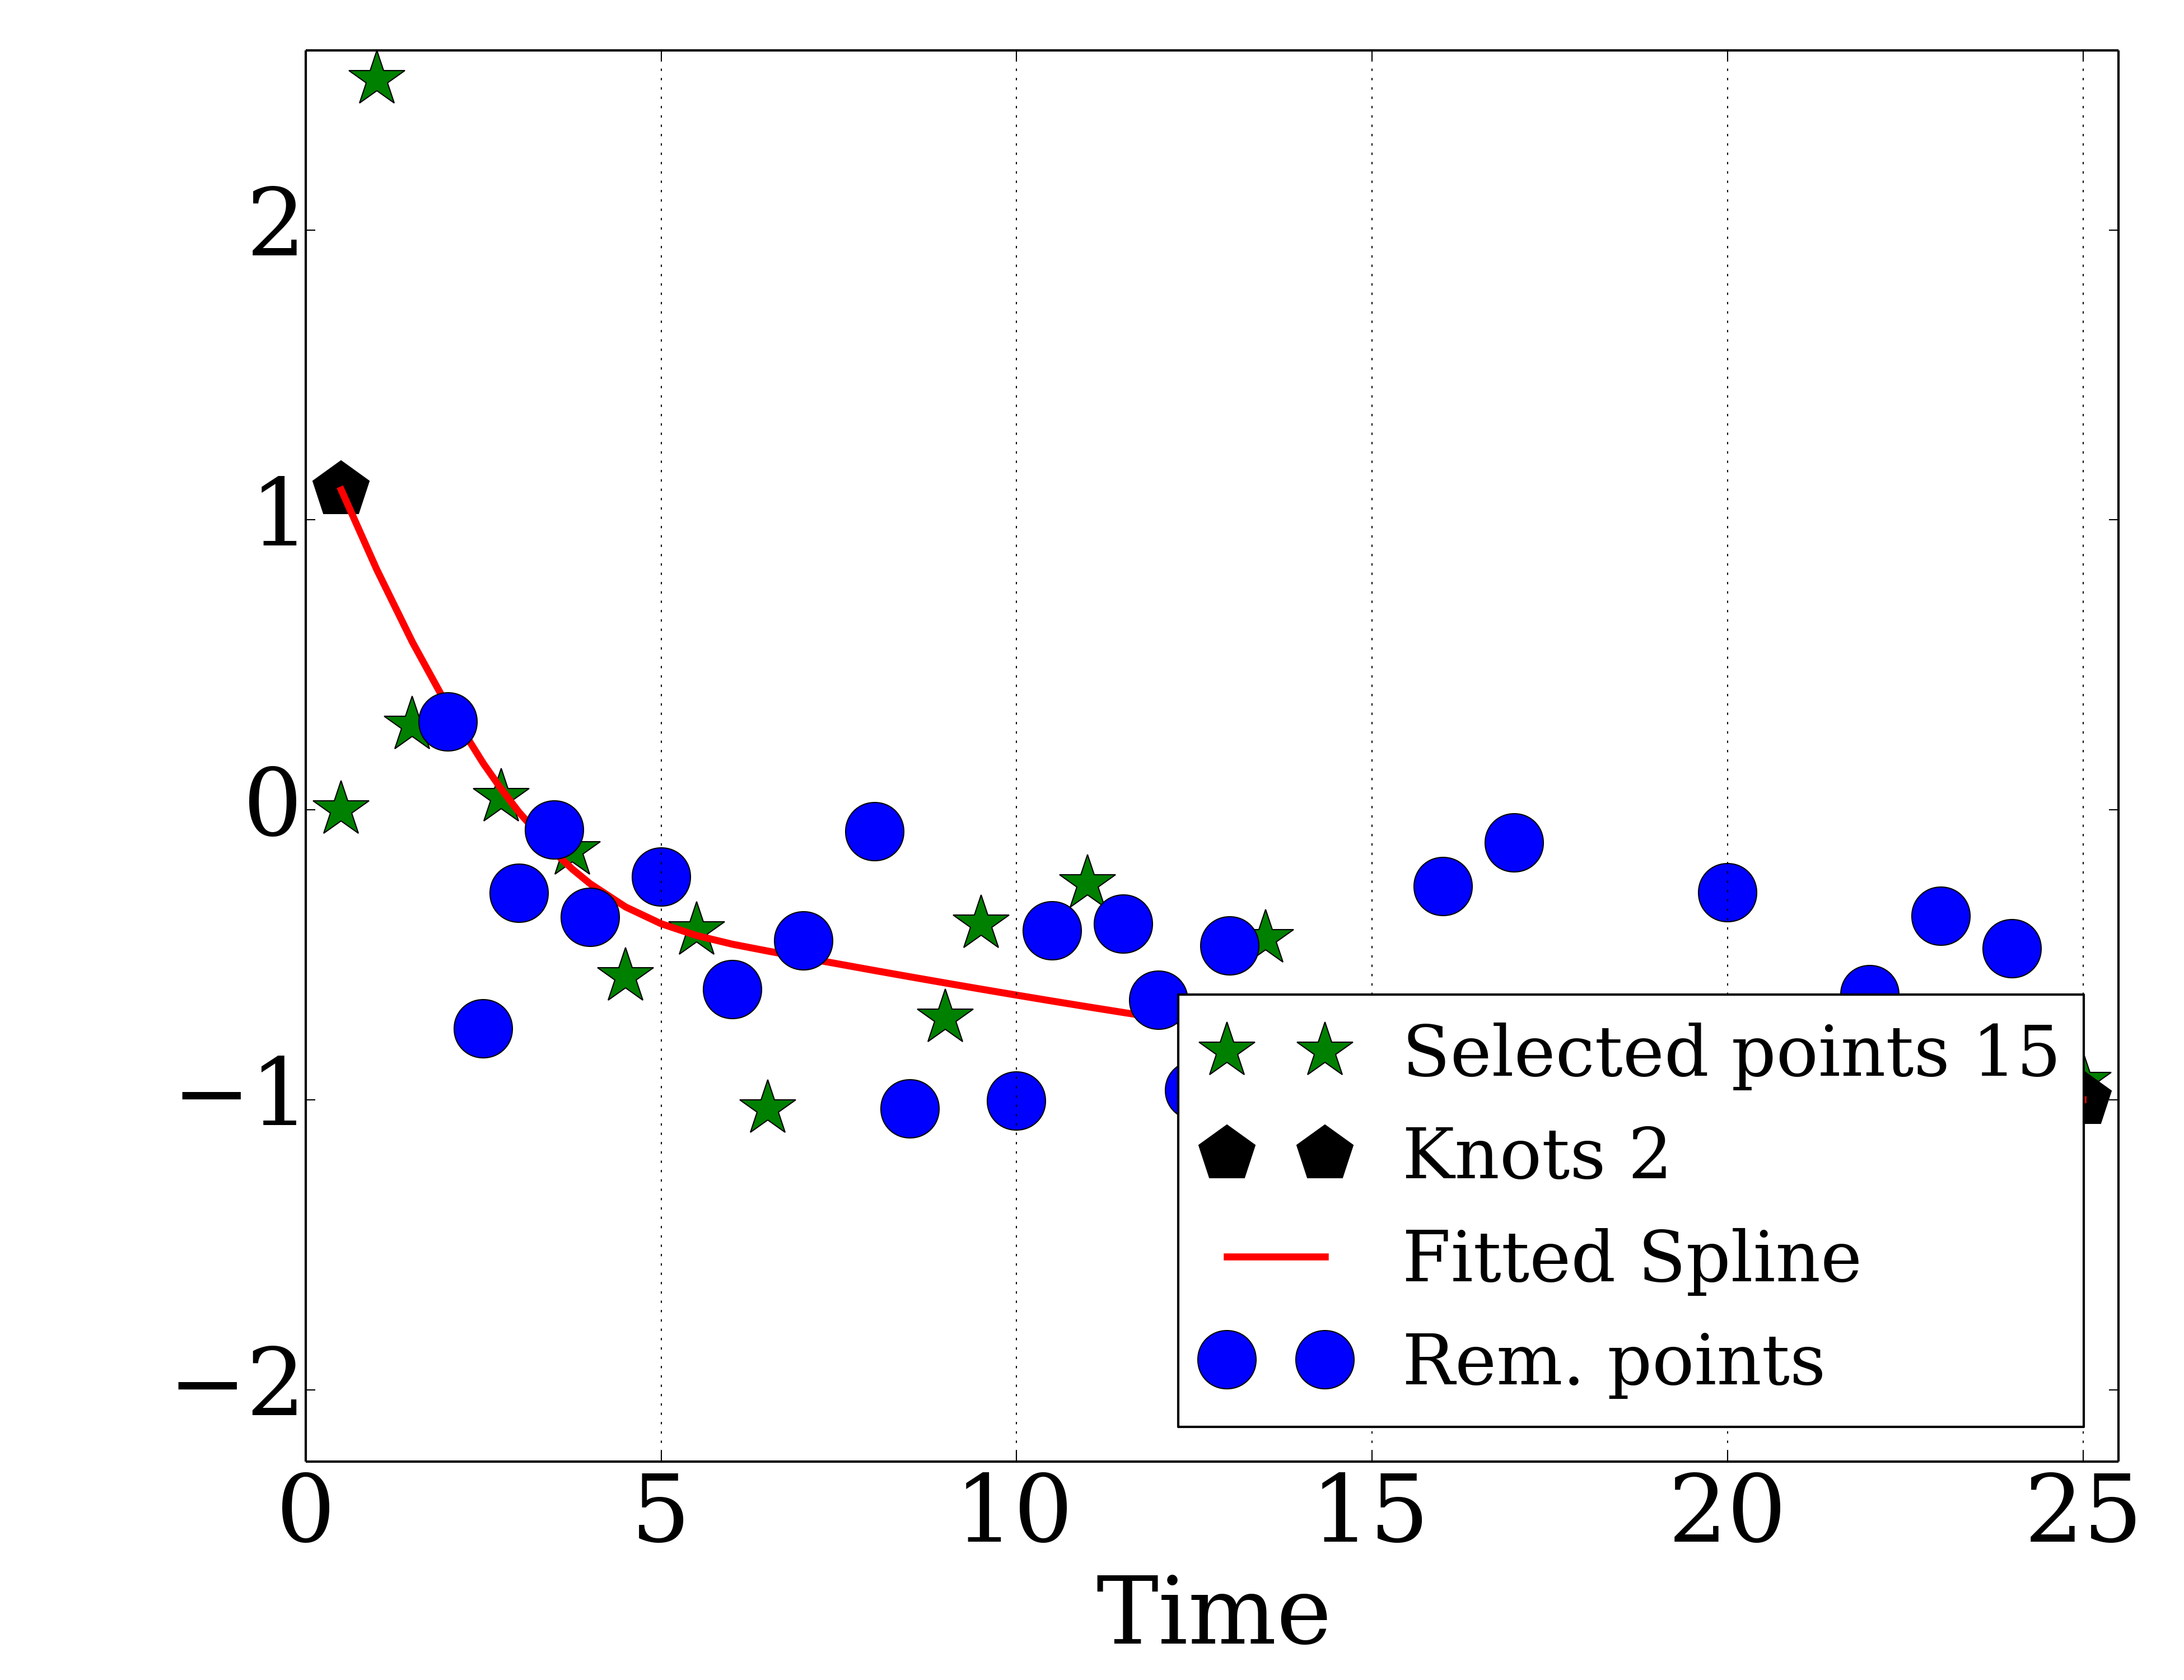 2
1
0
−1
−2
Selected points 15
Knots 2
Fitted Spline
Rem. points
0 5 10 15 20 25
Time